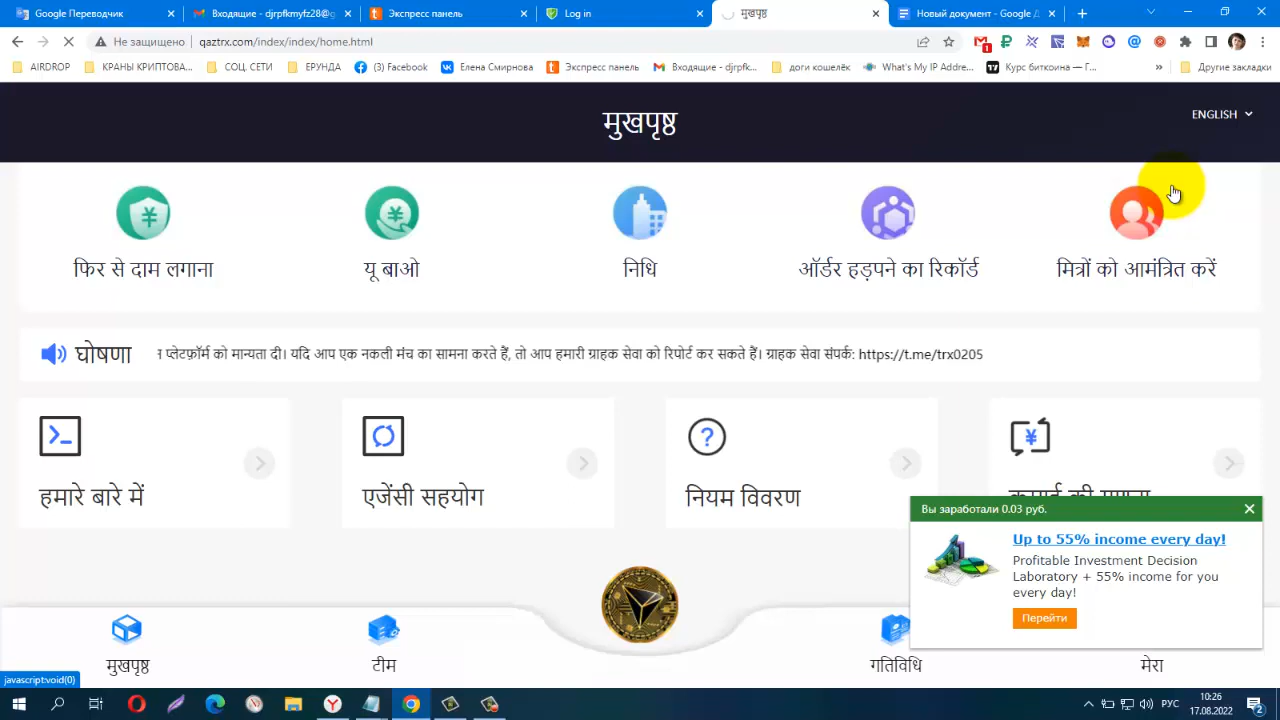 Google Переводчик
Входящие - djrpfkmyfz28@g
Экспресс панель
Log in
मुखपृष्ठ
Новый документ - Google Д
Не защищено
qaztrx.com/index/index/home.html
AIRDROP
КРАНЫ КРИПТОВА...
СОЦ. СЕТИ
ЕРУНДА
(3) Facebook
Елена Смирнова
Экспресс панель
Входящие - djrpfk...
доги кошелёк
What's My IP Addre...
Курс биткоина — Г...
»
Другие закладки
मुखपृष्ठ
ENGLISH
फिर से दाम लगाना
यू बाओ
निधि
ऑर्डर हड़पने का रिकॉर्ड
मित्रों को आमंत्रित करें
घोषणा
प्लेटफ़ॉर्म को मान्यता दी। यदि आप एक नकली मंच का सामना करते हैं, तो आप हमारी ग्राहक सेवा को रिपोर्ट कर सकते हैं। ग्राहक सेवा संपर्क: https://t.me/trx0205
हमारे बारे में
एजेंसी सहयोग
नियम विवरण
Вы заработали 0.03 руб.
Up to 55% income every day!
Profitable Investment Decision
Laboratory + 55% income for you
every day!
Перейти
मुखपृष्ठ
टीम
गतिविधि
मेरा
javascript:void(0)
РУС
10:26
17.08.2022
2